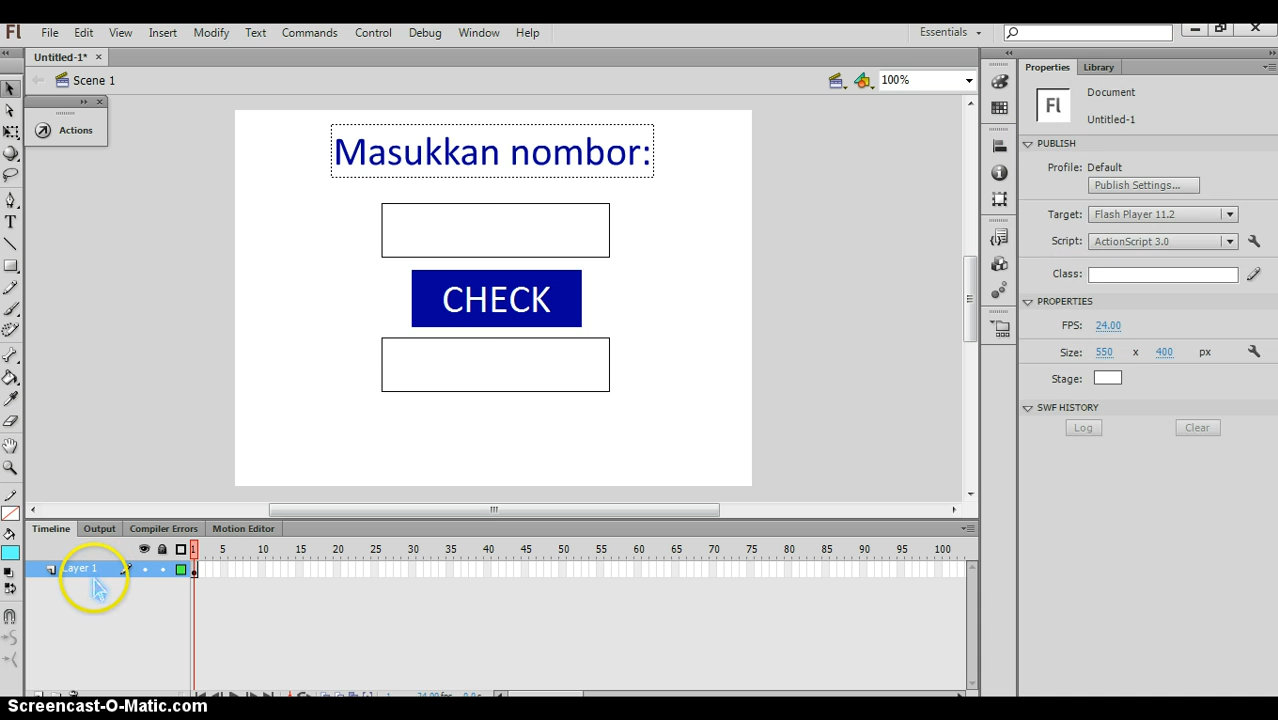 Fl File Edit View Insert Modify Text Commands Control Debug Window Help Essentials
Untitled-1* ×
Scene 1 100%
Actions
Masukkan nombor:
CHECK
Properties Library
Fl Document
Untitled-1
PUBLISH
Profile: Default
Publish Settings...
Target: Flash Player 11.2
Script: ActionScript 3.0
Class:
PROPERTIES
FPS: 24.00
Size: 550 x 400 px
Stage:
SWF HISTORY
Log Clear
Timeline Output Compiler Errors Motion Editor
1 5 10 15 20 25 30 35 40 45 50 55 60 65 70 75 80 85 90 95 100
Layer 1
Screencast-O-Matic.com